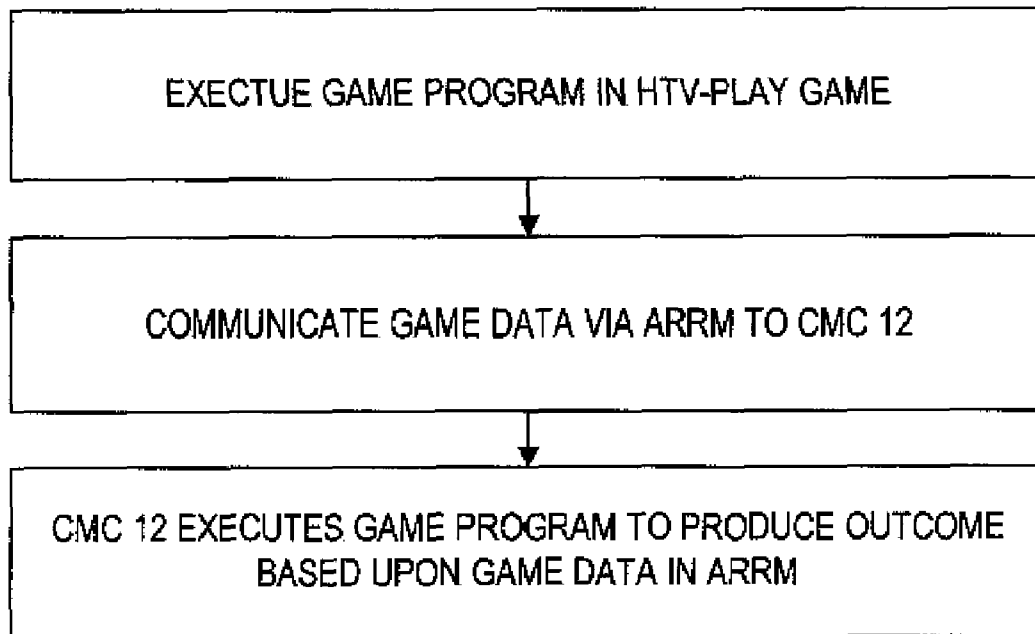 EXECTUE GAME PROGRAM IN HTV-PLAY GAME
COMMUNICATE GAME DATA VIA ARRM TO CMC 12
CMC 12 EXECUTES GAME PROGRAM TO PRODUCE OUTCOME
BASED UPON GAME DATA IN ARRM